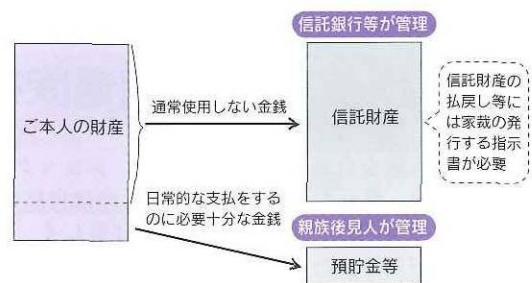 信託銀行等が管理
ご本人の財産
通常使用しない金銭
信託財産
信託財産の
払戻し等に
は家裁の発
行する指示
書が必要
日常的な支払をする
のに必要十分な金銭
親族後見人が管理
預貯金等